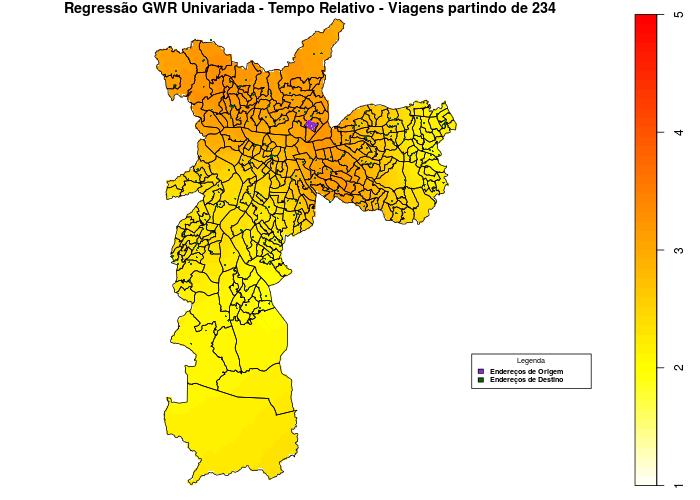 Regressão GWR Univariada - Tempo Relativo - Viagens partindo de 234
5
4
3
2
1
Legenda
Endereços de Origem
Endereços de Destino